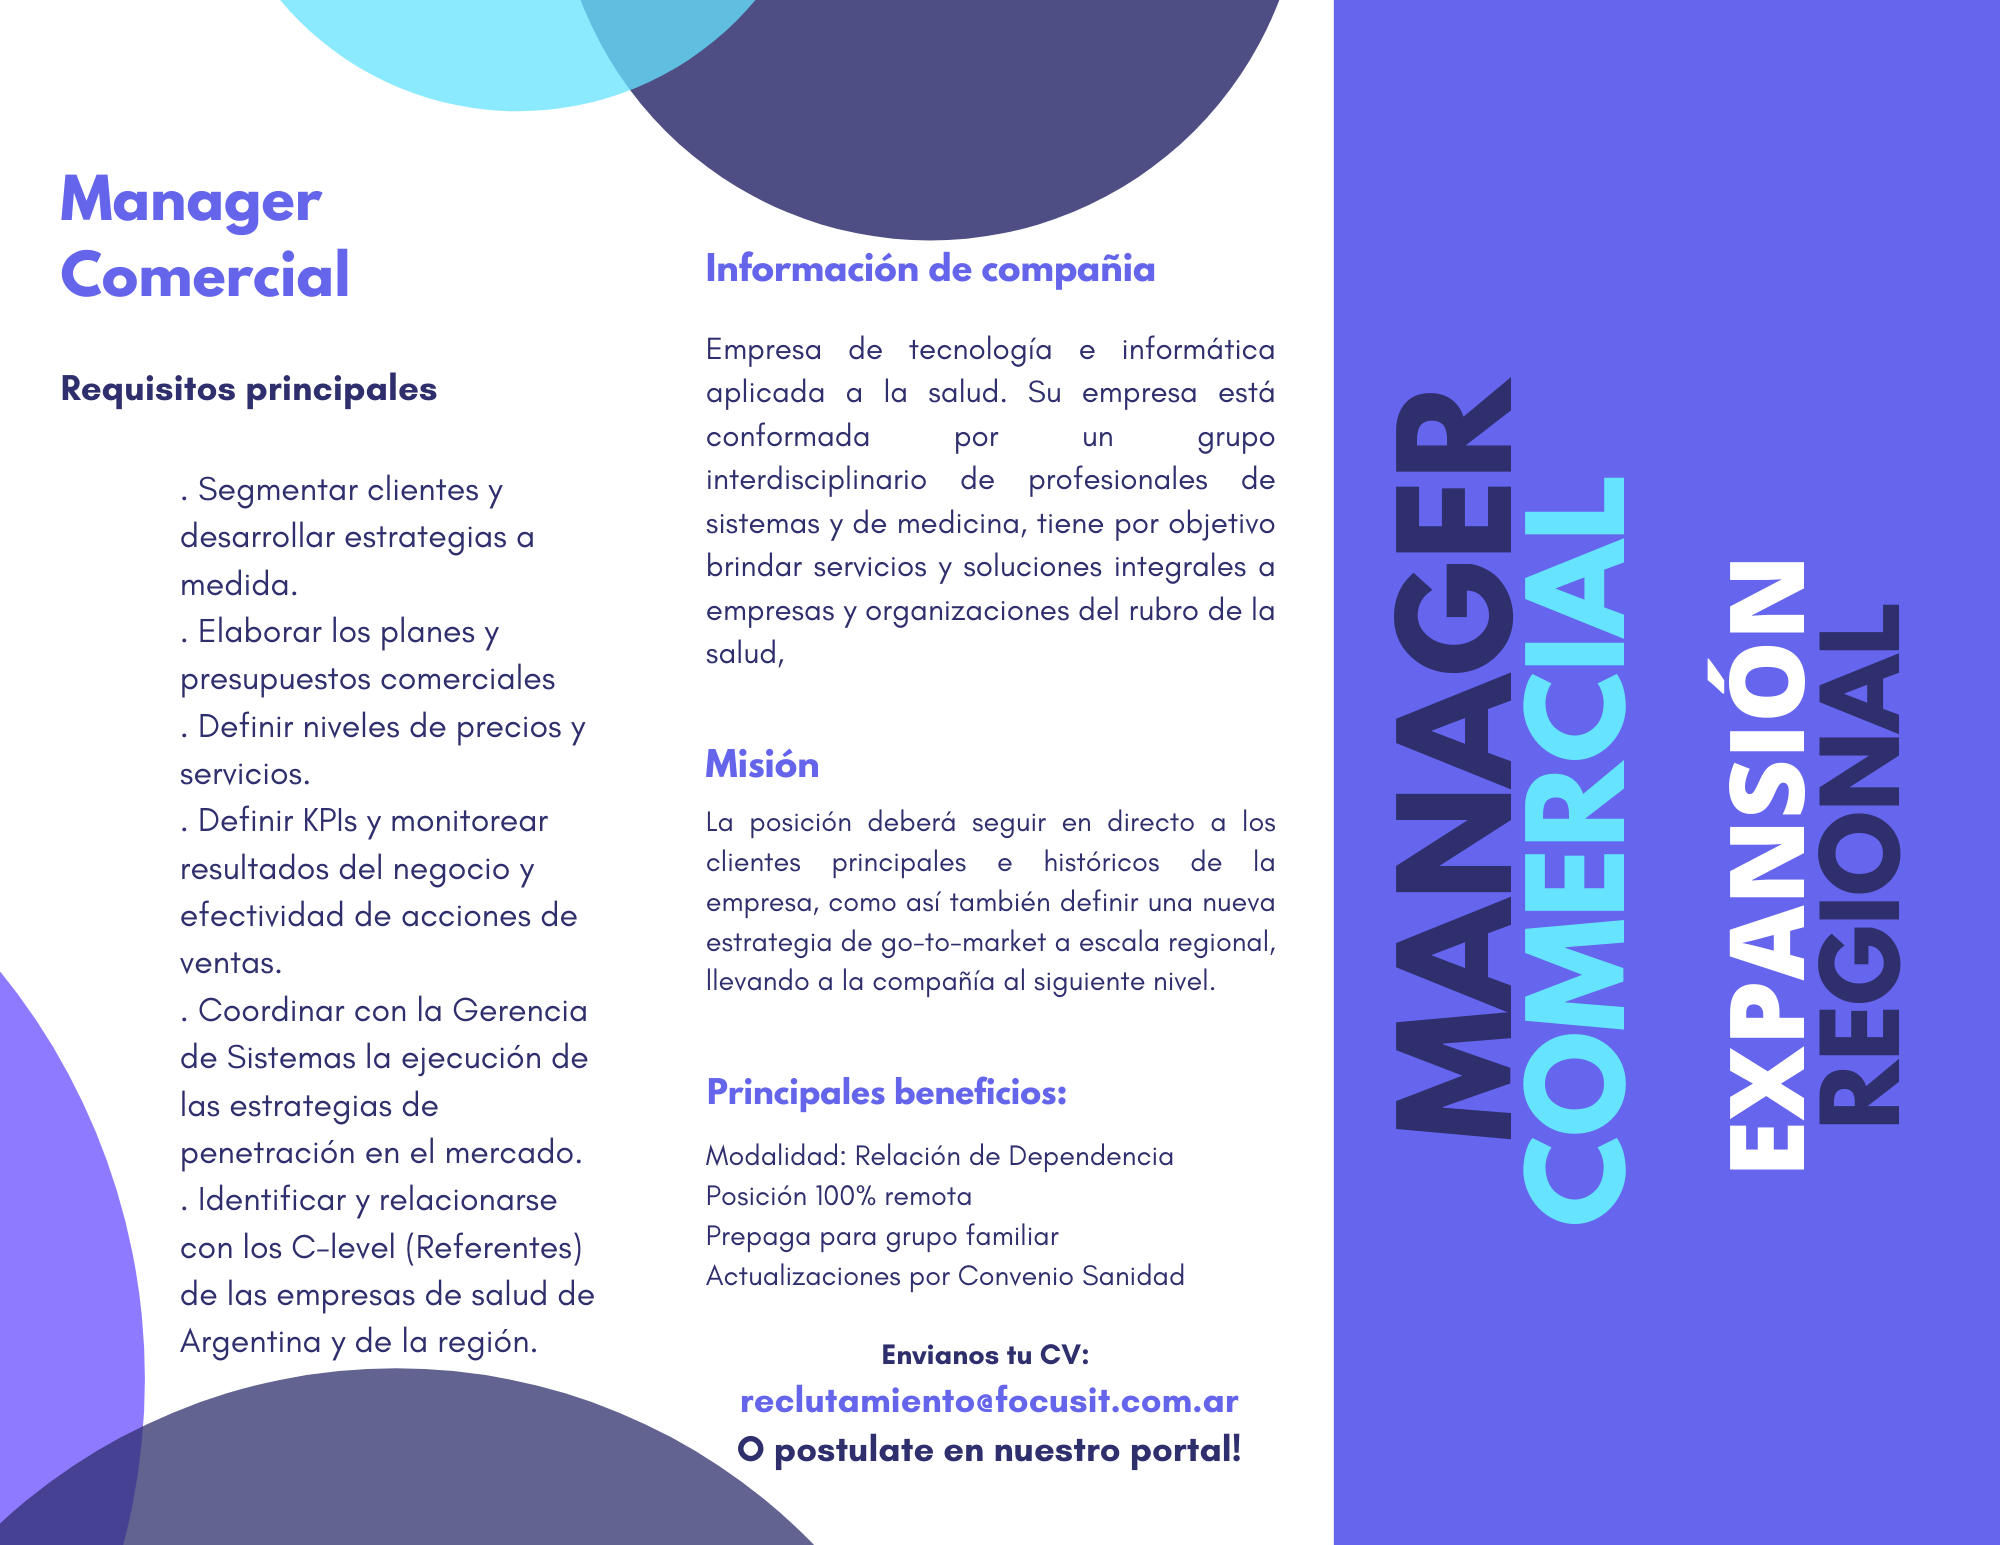 Manager
Comercial
Requisitos principales
. Segmentar clientes y
desarrollar estrategias a
medida.
. Elaborar los planes y
presupuestos comerciales
. Definir niveles de precios y
servicios.
. Definir KPIs y monitorear
resultados del negocio y
efectividad de acciones de
ventas.
. Coordinar con la Gerencia
de Sistemas la ejecución de
las estrategias de
penetración en el mercado.
. Identificar y relacionarse
con los C-level (Referentes)
de las empresas de salud de
Argentina y de la región.
Información de compañia
Empresa de tecnología e informática
aplicada a la salud. Su empresa está
conformada por un grupo
interdisciplinario de profesionales de
sistemas y de medicina, tiene por objetivo
brindar servicios y soluciones integrales a
empresas y organizaciones del rubro de la
salud,
Misión
La posición deberá seguir en directo a los
clientes principales e históricos de la
empresa, como así también definir una nueva
estrategia de go-to-market a escala regional,
llevando a la compañía al siguiente nivel.
Principales beneficios:
Modalidad: Relación de Dependencia
Posición 100% remota
Prepaga para grupo familiar
Actualizaciones por Convenio Sanidad
Envianos tu CV:
reclutamiento@focusit.com.ar
O postulate en nuestro portal!
MANAGER
COMERCIAL
EXPANSIÓN
REGIONAL